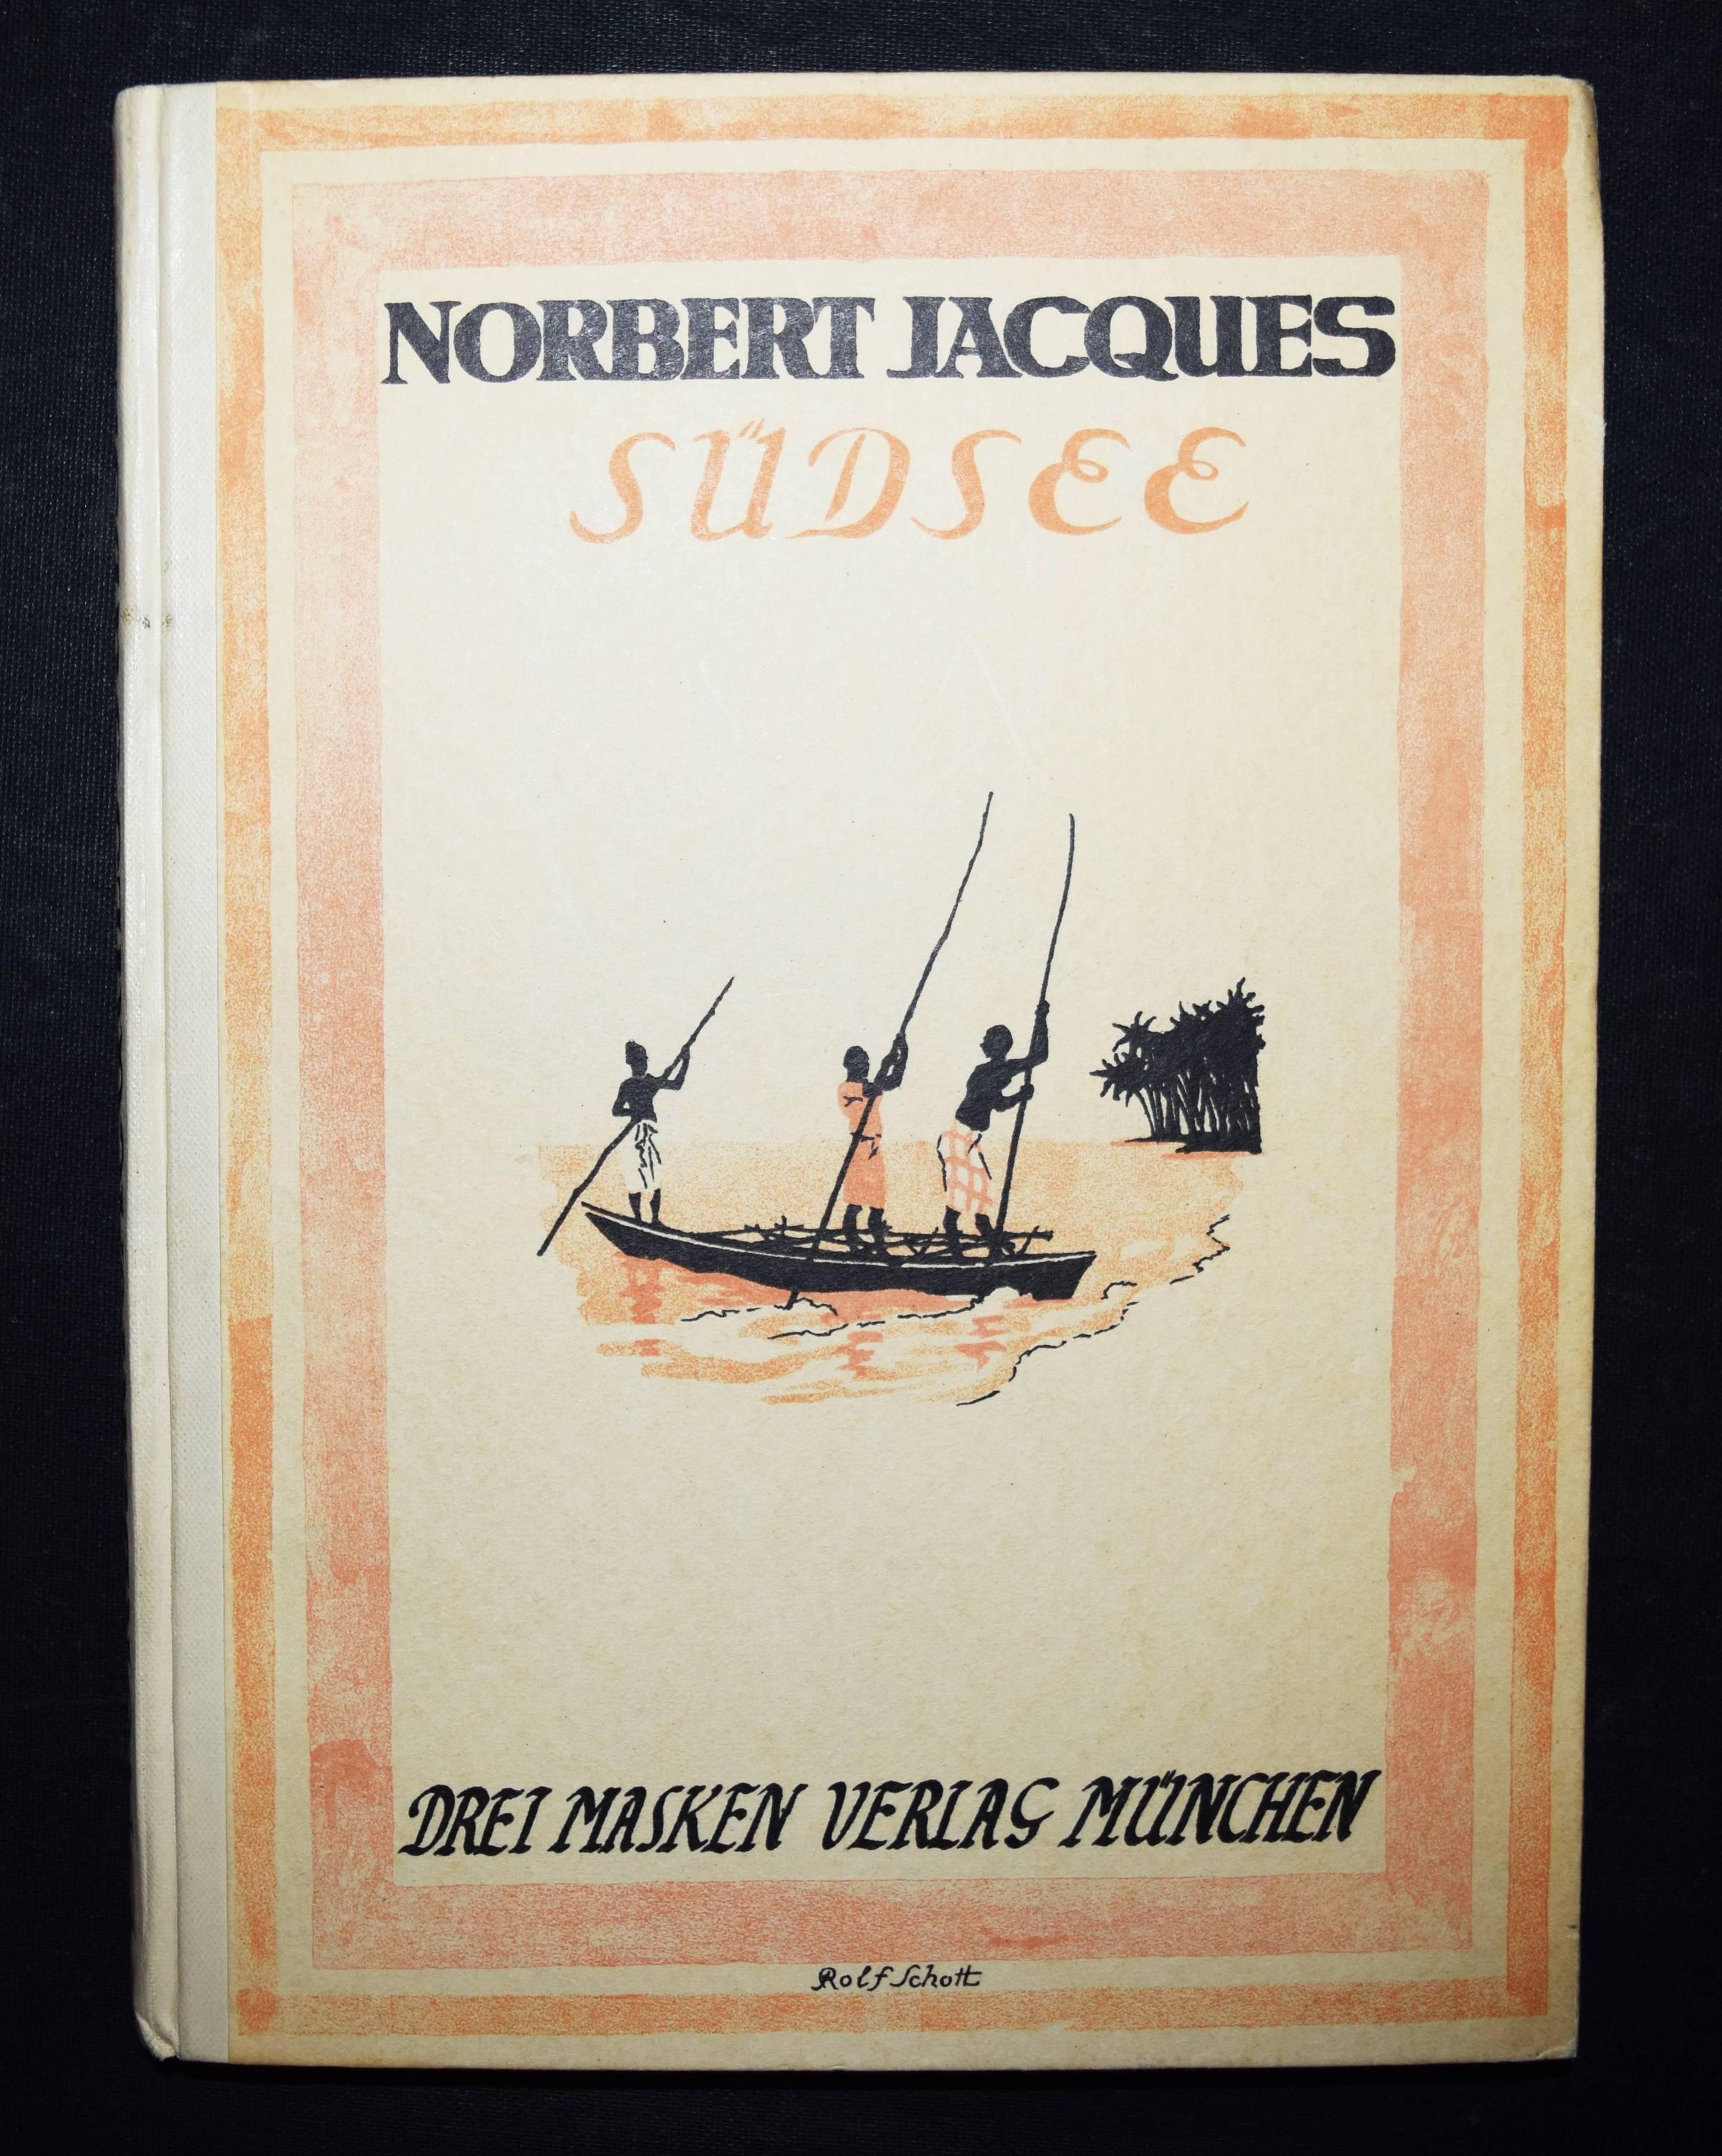 NORBERT JACQUES
SÜDSEE
DREI MASKEN VERLAG MÜNCHEN
Rolf Schott